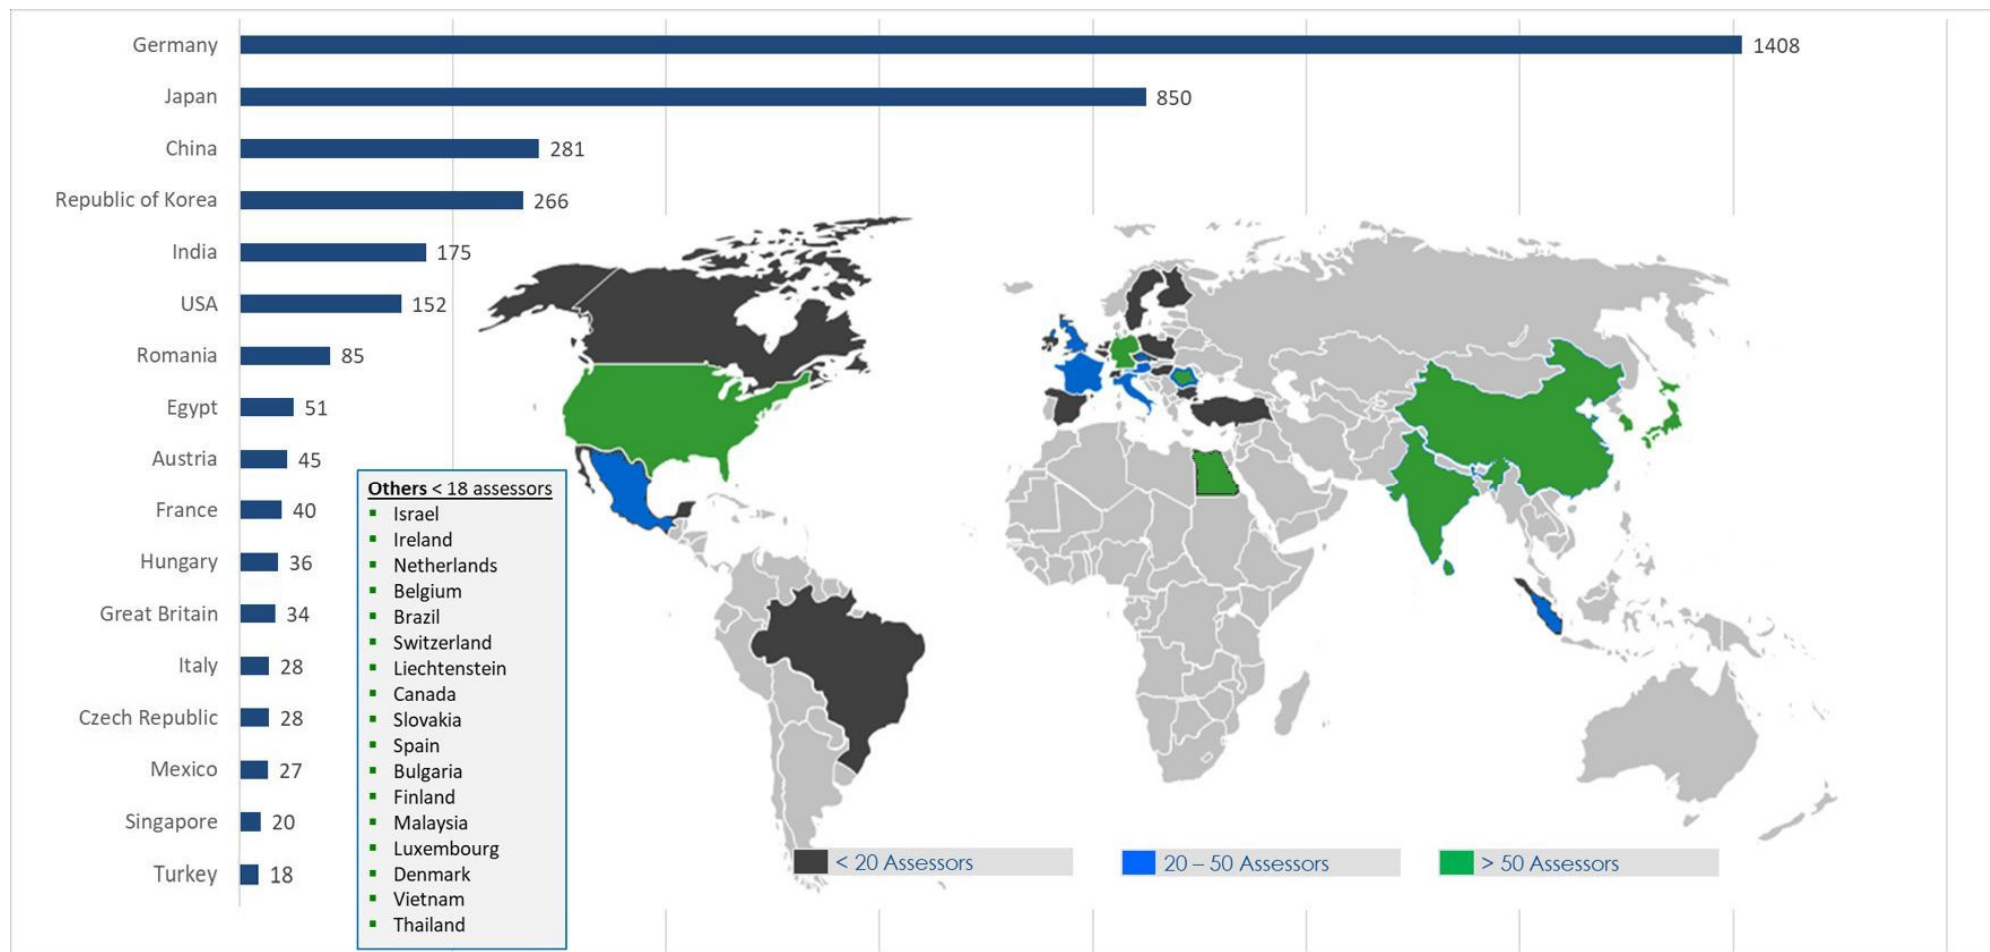 Germany 1408
Japan 850
China 281
Republic of Korea 266
India 175
USA 152
Romania 85
Egypt 51
Austria 45
France 40
Hungary 36
Great Britain 34
Italy 28
Czech Republic 28
Mexico 27
Singapore 20
Turkey 18
Others < 18 assessors
Israel
Ireland
Netherlands
Belgium
Brazil
Switzerland
Liechtenstein
Canada
Slovakia
Spain
Bulgaria
Finland
Malaysia
Luxembourg
Denmark
Vietnam
Thailand
< 20 Assessors
20 – 50 Assessors
> 50 Assessors